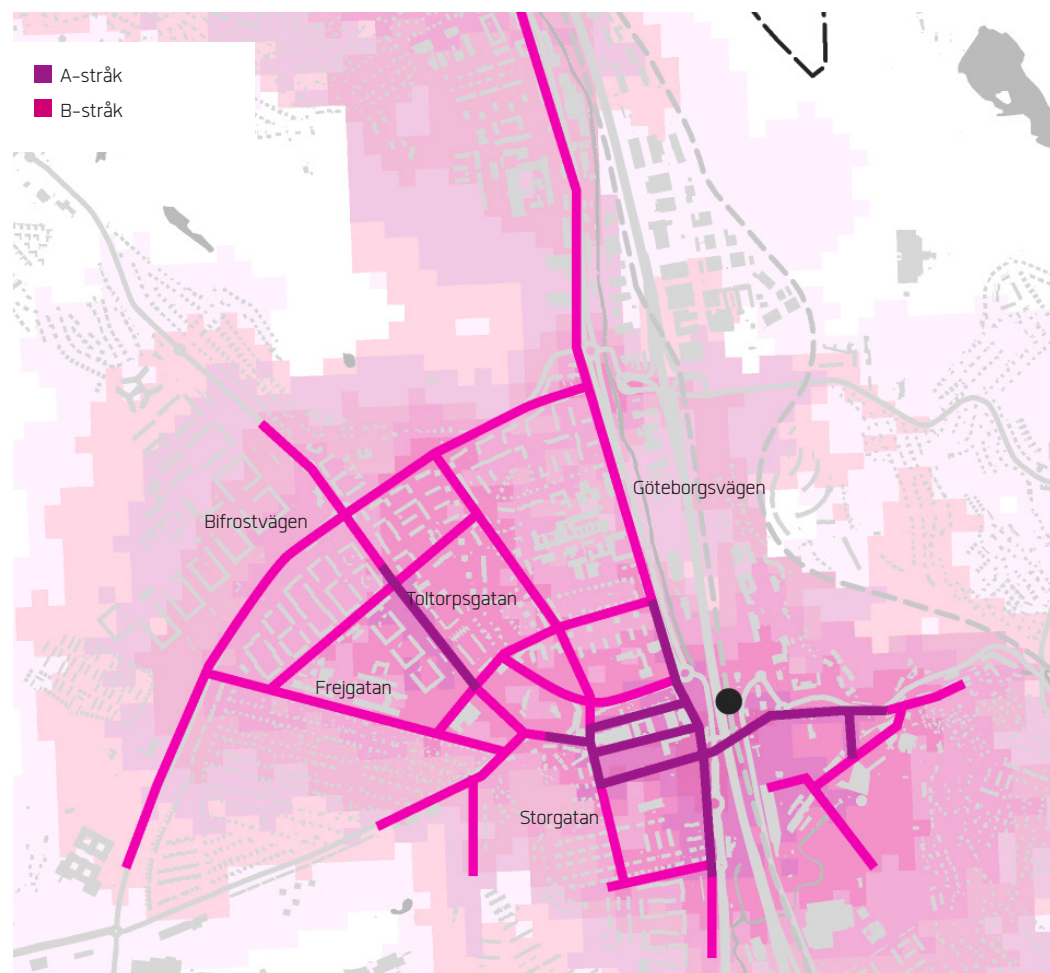 A-stråk
B-stråk
Göteborgsvägen
Bifrostvägen
Toltorpsgatan
Frejgatan
Storgatan